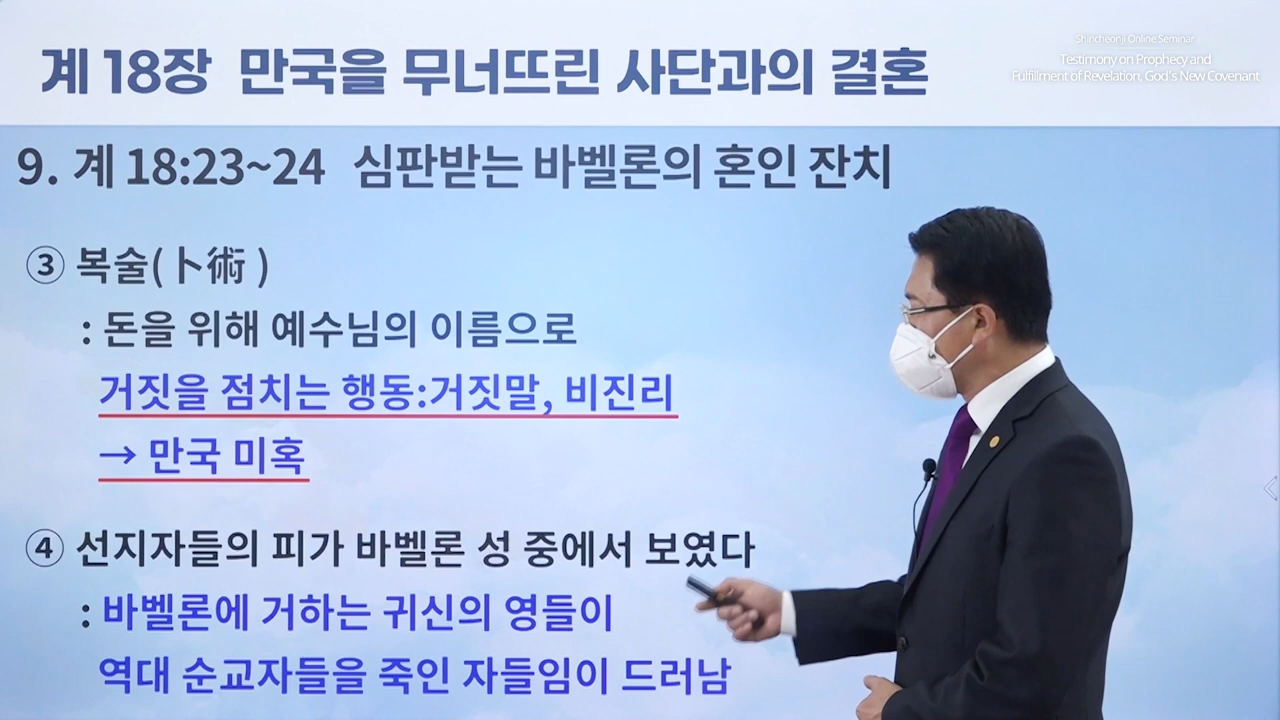 계 18장 만국을 무너뜨린 사단과의 결혼
Shincheonji Online Seminar
Testimony on Prophecy and
Fulfillment of Revelation, God's New Covenant
9. 계 18:23~24 심판받는 바벨론의 혼인 잔치
③ 복술(卜術)
: 돈을 위해 예수님의 이름으로
거짓을 점치는 행동:거짓말, 비진리
→ 만국 미혹
④ 선지자들의 피가 바벨론 성 중에서 보였다
: 바벨론에 거하는 귀신의 영들이
역대 순교자들을 죽인 자들임이 드러남